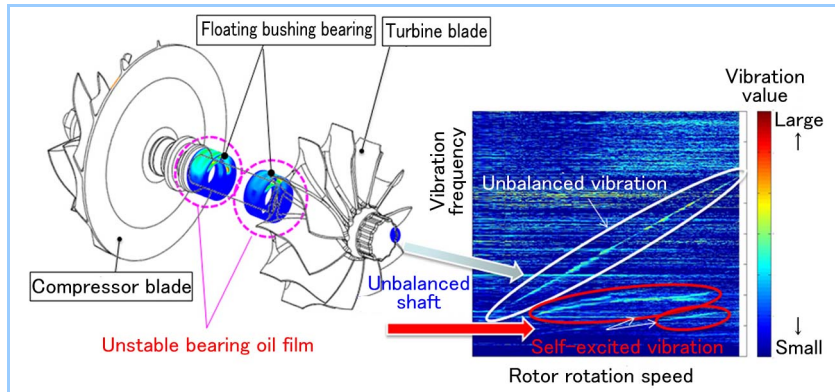 Floating bushing bearing
Turbine blade
Compressor blade
Unstable bearing oil film
Unbalanced
shaft
Vibration
frequency
Unbalanced vibration
Self-excited vibration
Rotor rotation speed
Vibration
value
Large
Small